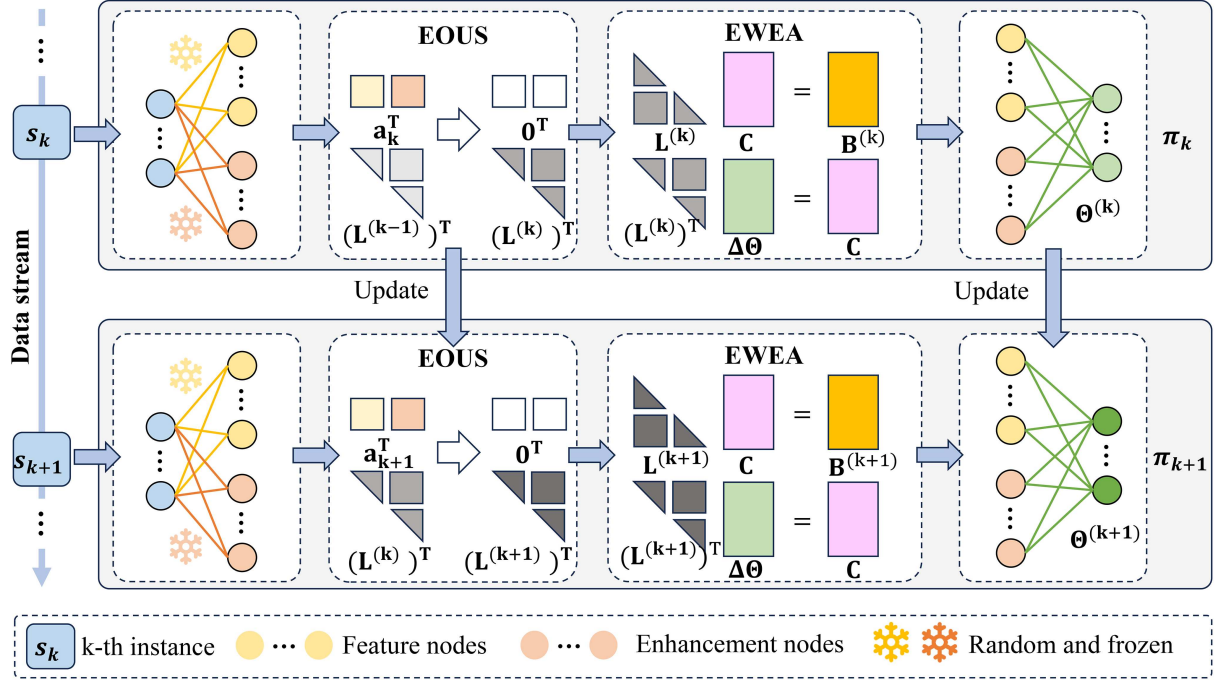 EOUS
EWEA
s_k
a_k^T
0^T
L^(k)
C
=
B^(k)
π_k
(L^(k−1))^T
(L^(k))^T
(L^(k))^T
ΔΘ
=
C
Θ^(k)
Update
Update
Data stream
EOUS
EWEA
s_{k+1}
a_{k+1}^T
0^T
L^(k+1)
C
=
B^(k+1)
π_{k+1}
(L^(k))^T
(L^(k+1))^T
(L^(k+1))^T
ΔΘ
=
C
Θ^(k+1)
s_k k-th instance ··· Feature nodes ··· Enhancement nodes Random and frozen